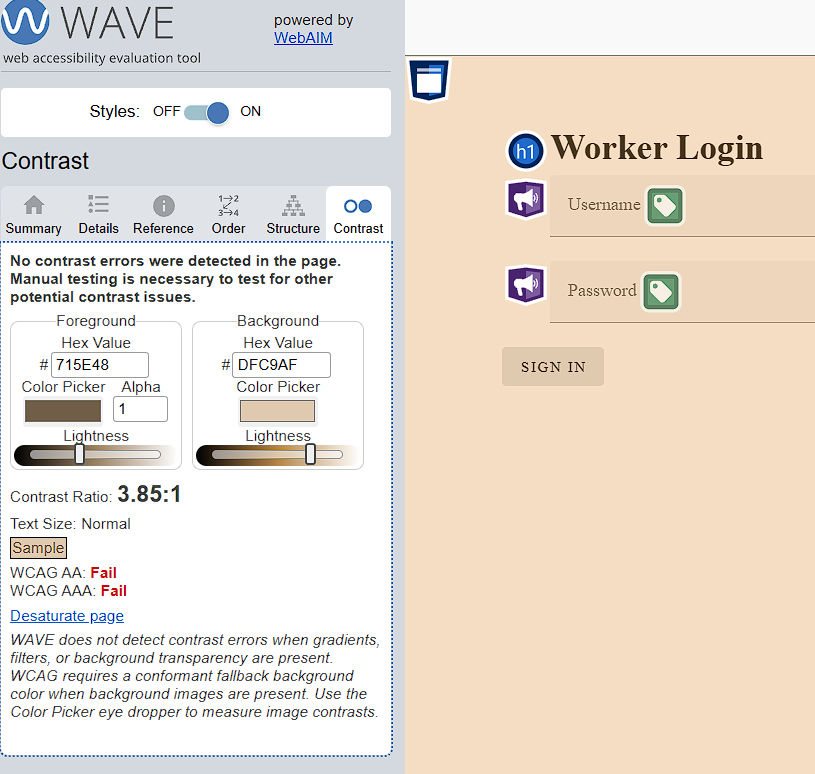 WAVE
web accessibility evaluation tool
powered by
WebAIM
Styles: OFF ON
Contrast
Summary Details Reference Order Structure Contrast
No contrast errors were detected in the page.
Manual testing is necessary to test for other
potential contrast issues.
Foreground
Hex Value
# 715E48
Color Picker Alpha
1
Lightness
Background
Hex Value
# DFC9AF
Color Picker
Lightness
Contrast Ratio: 3.85:1
Text Size: Normal
Sample
WCAG AA: Fail
WCAG AAA: Fail
Desaturate page
WAVE does not detect contrast errors when gradients,
filters, or background transparency are present.
WCAG requires a conformant fallback background
color when background images are present. Use the
Color Picker eye dropper to measure image contrasts.
h1 Worker Login
Username
Password
SIGN IN